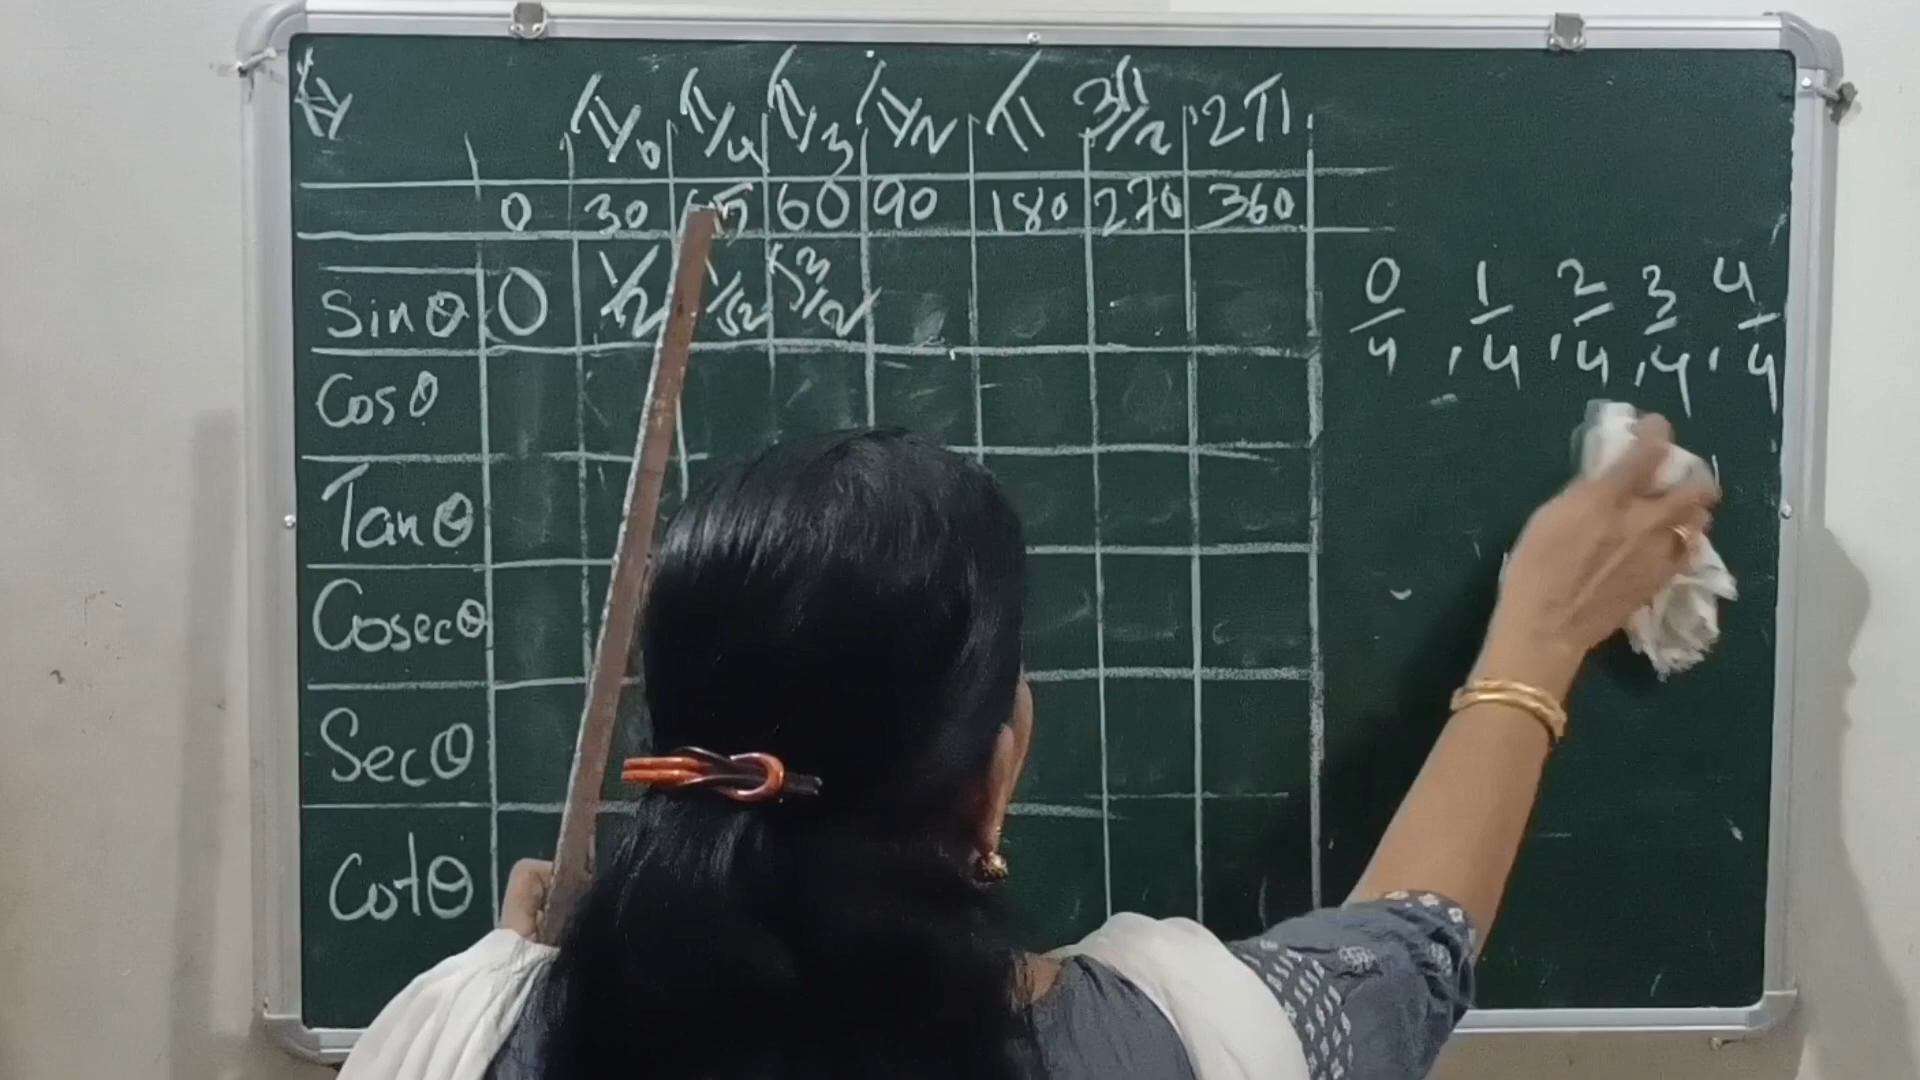 π/6 π/4 π/3 π/2 π 3π/2 2π
0 30 45 60 90 180 270 360
Sinθ 0 1/2 1/√2 √3/2
0/4, 1/4, 2/4, 3/4, 4/4
Cosθ
Tanθ
Cosecθ
Secθ
Cotθ